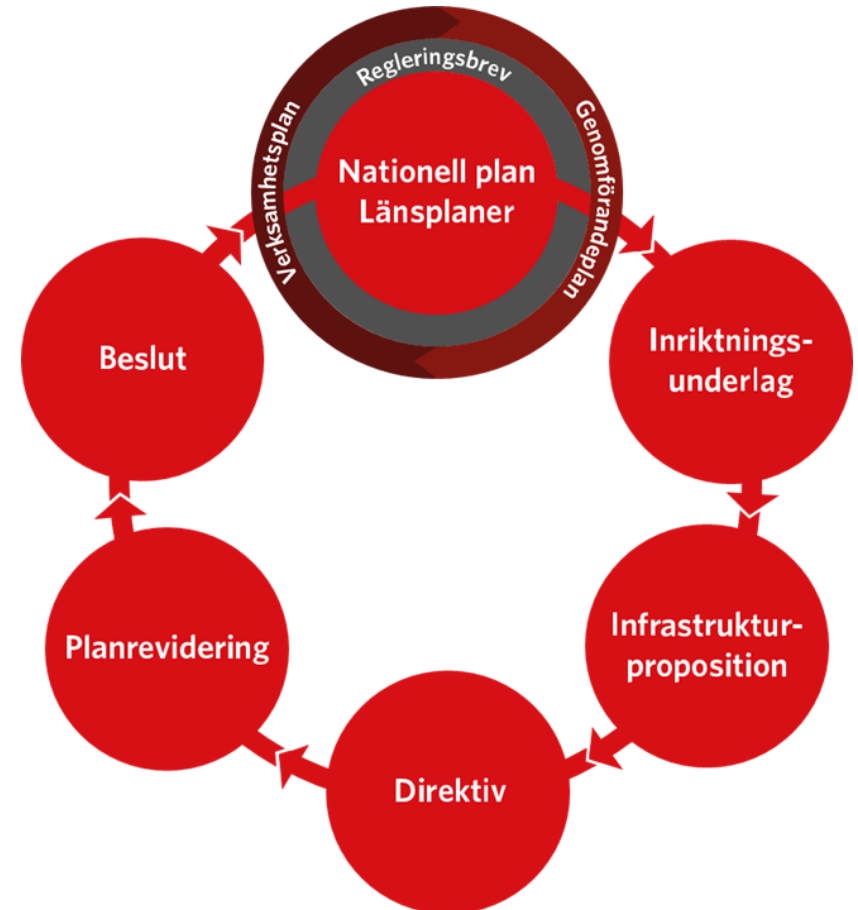 Regleringsbrev
Verksamhetsplan
Genomförandeplan
Nationell plan
Länsplaner
Inriktnings-
underlag
Infrastruktur-
proposition
Direktiv
Planrevidering
Beslut